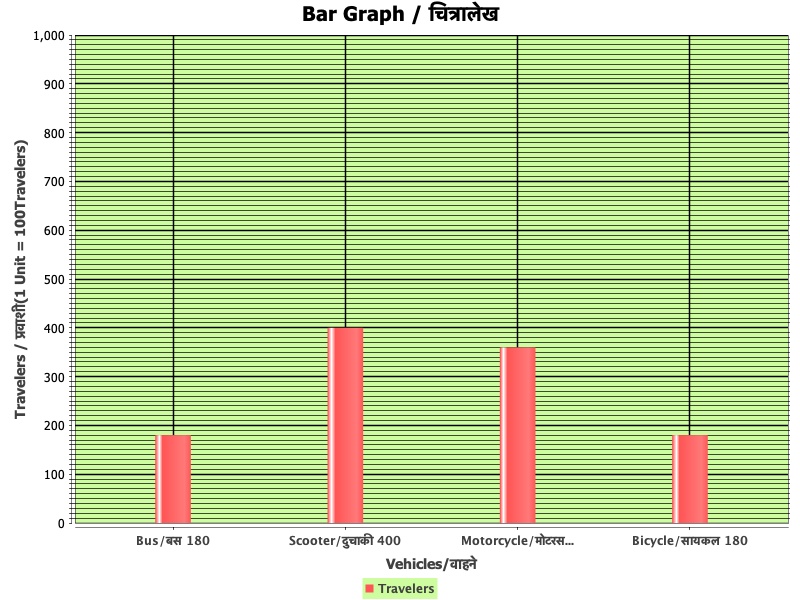 Bar Graph / चित्रालेख
Travelers / प्रवाशी(1 Unit = 100Travelers)
1,000
900
800
700
600
500
400
300
200
100
0
Bus/बस 180
Scooter/दुचाकी 400
Motorcycle/मोटरस...
Bicycle/सायकल 180
Vehicles/वाहने
Travelers